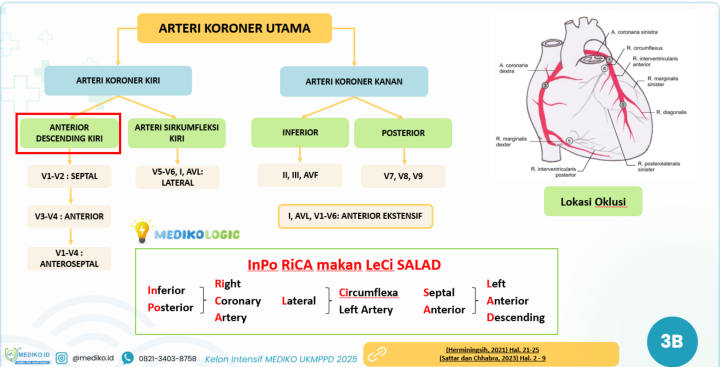 ARTERI KORONER UTAMA
ARTERI KORONER KIRI
ARTERI KORONER KANAN
ANTERIOR
DESCENDING KIRI
ARTERI SIRKUMFLEKSI
KIRI
INFERIOR
POSTERIOR
V1-V2 : SEPTAL
V5-V6, I, AVL:
LATERAL
II, III, AVF
V7, V8, V9
V3-V4 : ANTERIOR
I, AVL, V1-V6: ANTERIOR EKSTENSIF
V1-V4 :
ANTEROSEPTAL
A. coronaria sinistra
R. circumflexus
R. interventricularis
anterior
A. coronaria
dextra
R. marginalis
sinister
R. diagonalis
R. marginalis
dexter
R. posterolateralis
sinister
R. interventricularis
posterior
Lokasi Oklusi
MEDIKOLOGIC
InPo RiCA makan LeCi SALAD
Inferior
Posterior
Right
Coronary
Artery
Lateral
Circumflexa
Left Artery
Septal
Anterior
Left
Anterior
Descending
3B
MEDIKO.ID
@mediko.id
0821-3403-8758
Kelon Intensif MEDIKO UKMPPD 2025
(Herminingsih, 2021) Hal. 21-25
(Sattar dan Chhabra, 2023) Hal. 2 - 9